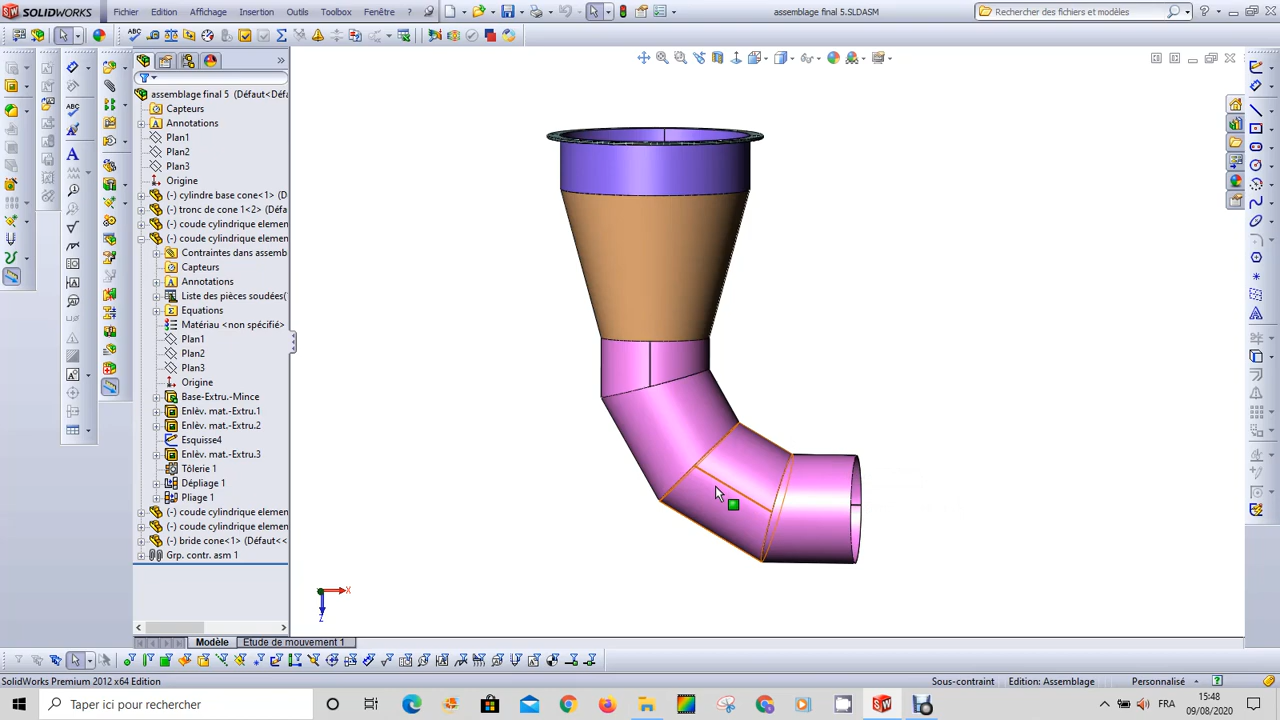 SOLIDWORKS
Fichier Edition Affichage Insertion Outils Toolbox Fenêtre ?
assemblage final 5.SLDASM
Rechercher des fichiers et modèles
assemblage final 5 (Défaut<Déf
Capteurs
Annotations
Plan1
Plan2
Plan3
Origine
(-) cylindre base cone<1> (D
(-) tronc de cone 1<2> (Défa
(-) coude cylindrique elemen
(-) coude cylindrique elemen
Contraintes dans assemb
Capteurs
Annotations
Liste des pièces soudées(
Equations
Matériau <non spécifié>
Plan1
Plan2
Plan3
Origine
Base-Extru.-Mince
Enlèv. mat.-Extru.1
Enlèv. mat.-Extru.2
Esquisse4
Enlèv. mat.-Extru.3
Tôlerie 1
Dépliage 1
Pliage 1
(-) coude cylindrique elemen
(-) coude cylindrique elemen
(-) bride cone<1> (Défaut<<
Grp. contr. asm 1
X
Z
Modèle Etude de mouvement 1
SolidWorks Premium 2012 x64 Edition
Sous-contraint Edition: Assemblage Personnalisé
Taper ici pour rechercher
FRA
15:48
09/08/2020